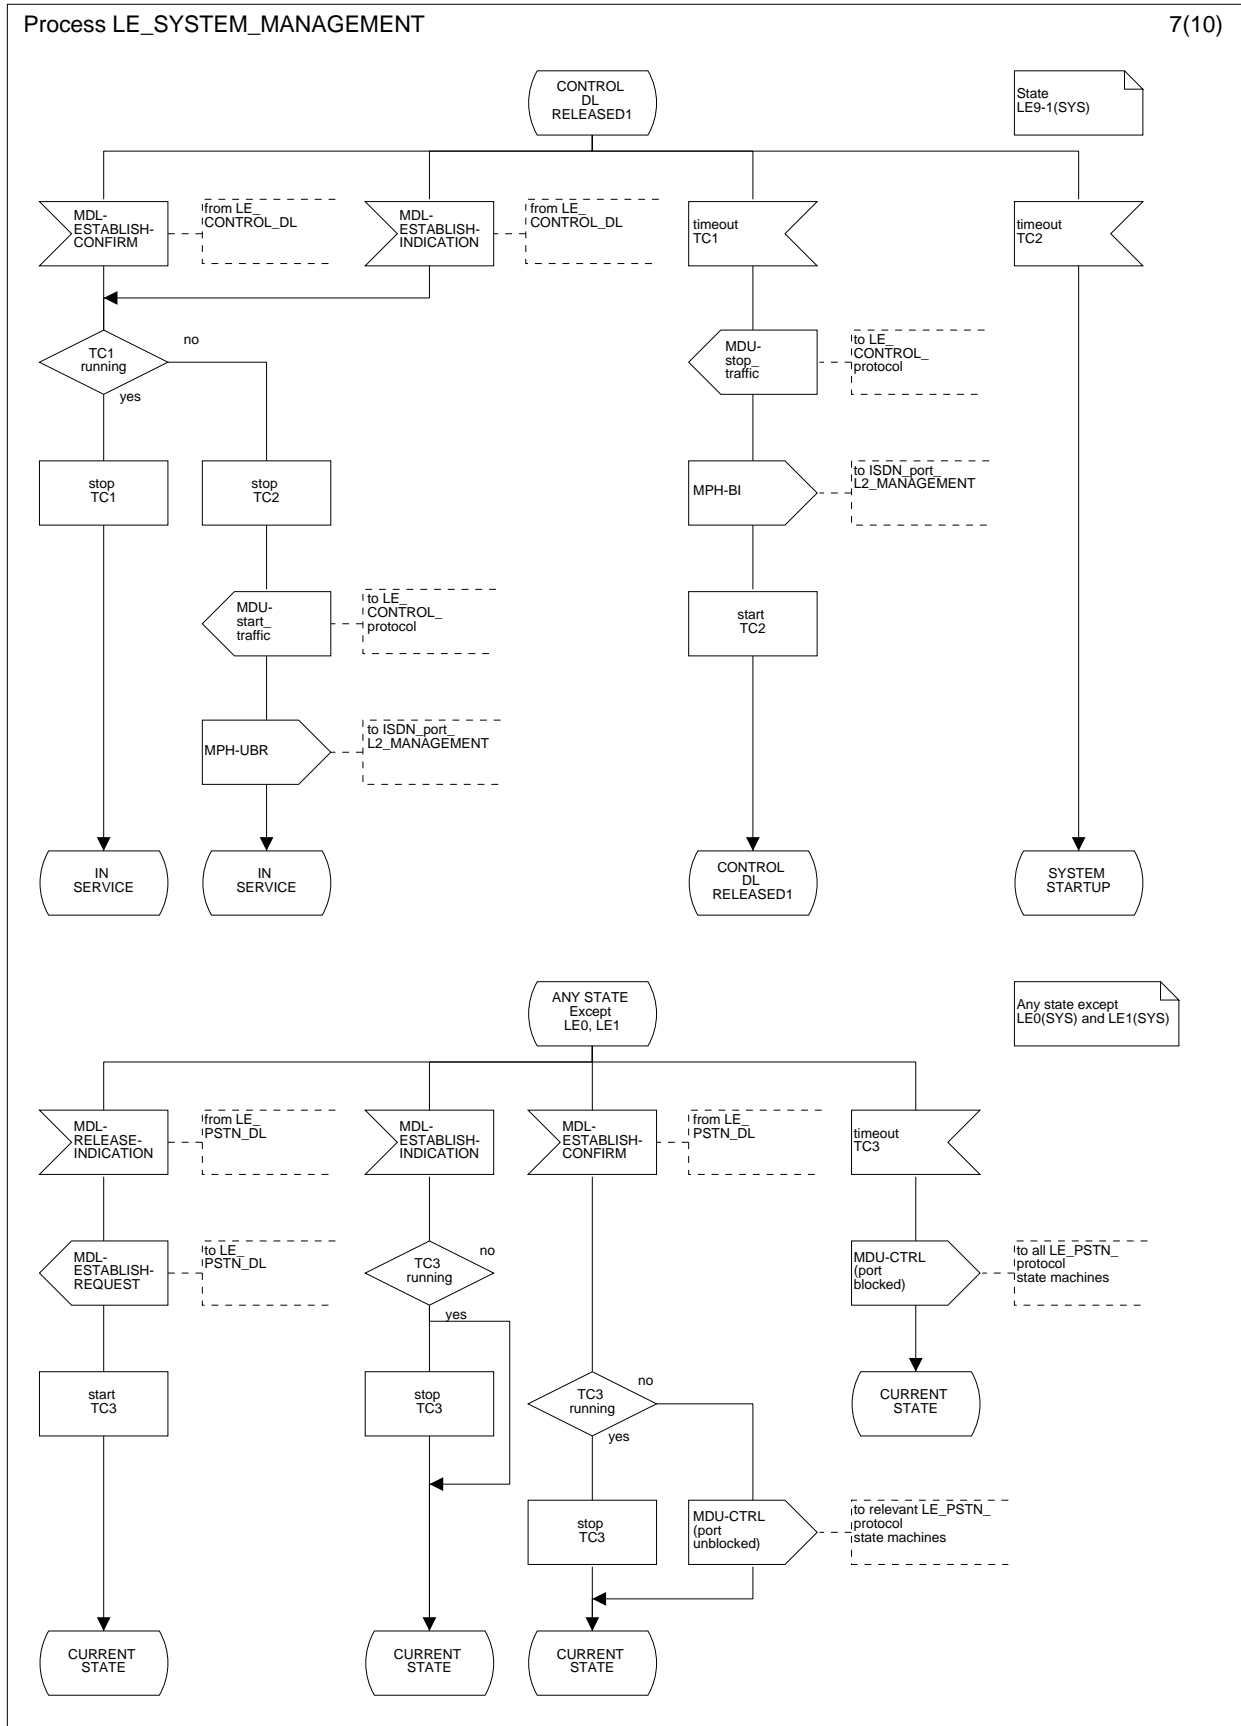 Process LE_SYSTEM_MANAGEMENT
7(10)
CONTROL
DL
RELEASED1
State
LE9-1(SYS)
MDL-
ESTABLISH-
CONFIRM
from LE_
CONTROL_DL
MDL-
ESTABLISH-
INDICATION
from LE_
CONTROL_DL
timeout
TC1
timeout
TC2
TC1
running
no
yes
MDU-
stop_
traffic
to LE_
CONTROL_
protocol
stop
TC1
stop
TC2
MPH-BI
to ISDN_port_
L2_MANAGEMENT
MDU-
start_
traffic
to LE_
CONTROL_
protocol
start
TC2
MPH-UBR
to ISDN_port_
L2_MANAGEMENT
IN
SERVICE
IN
SERVICE
CONTROL
DL
RELEASED1
SYSTEM
STARTUP
ANY STATE
Except
LE0, LE1
Any state except
LE0(SYS) and LE1(SYS)
MDL-
RELEASE-
INDICATION
from LE_
PSTN_DL
MDL-
ESTABLISH-
INDICATION
MDL-
ESTABLISH-
CONFIRM
from LE_
PSTN_DL
timeout
TC3
MDL-
ESTABLISH-
REQUEST
to LE_
PSTN_DL
TC3
running
no
yes
MDU-CTRL
(port
blocked)
to all LE_PSTN_
protocol
state machines
start
TC3
stop
TC3
TC3
running
no
yes
CURRENT
STATE
stop
TC3
MDU-CTRL
(port
unblocked)
to relevant LE_PSTN_
protocol
state machines
CURRENT
STATE
CURRENT
STATE
CURRENT
STATE